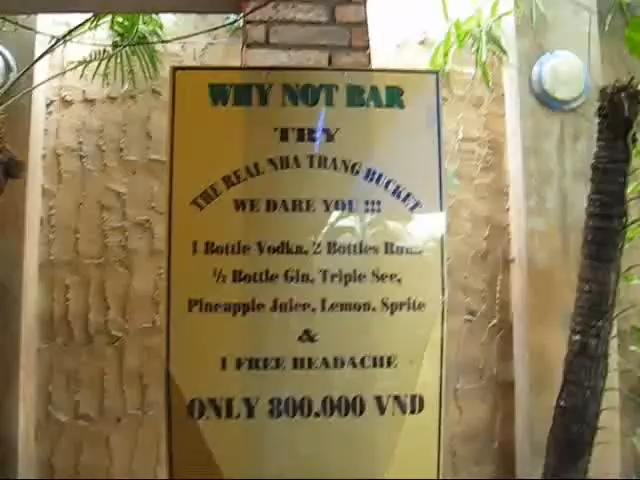 WHY NOT BAR
TRY
THE REAL NHA TRANG BUCKET
WE DARE YOU !!!
1 Bottle Vodka, 2 Bottles Rum,
½ Bottle Gin, Triple Sec,
Pineapple Juice, Lemon, Sprite
&
1 FREE HEADACHE
ONLY 800.000 VND